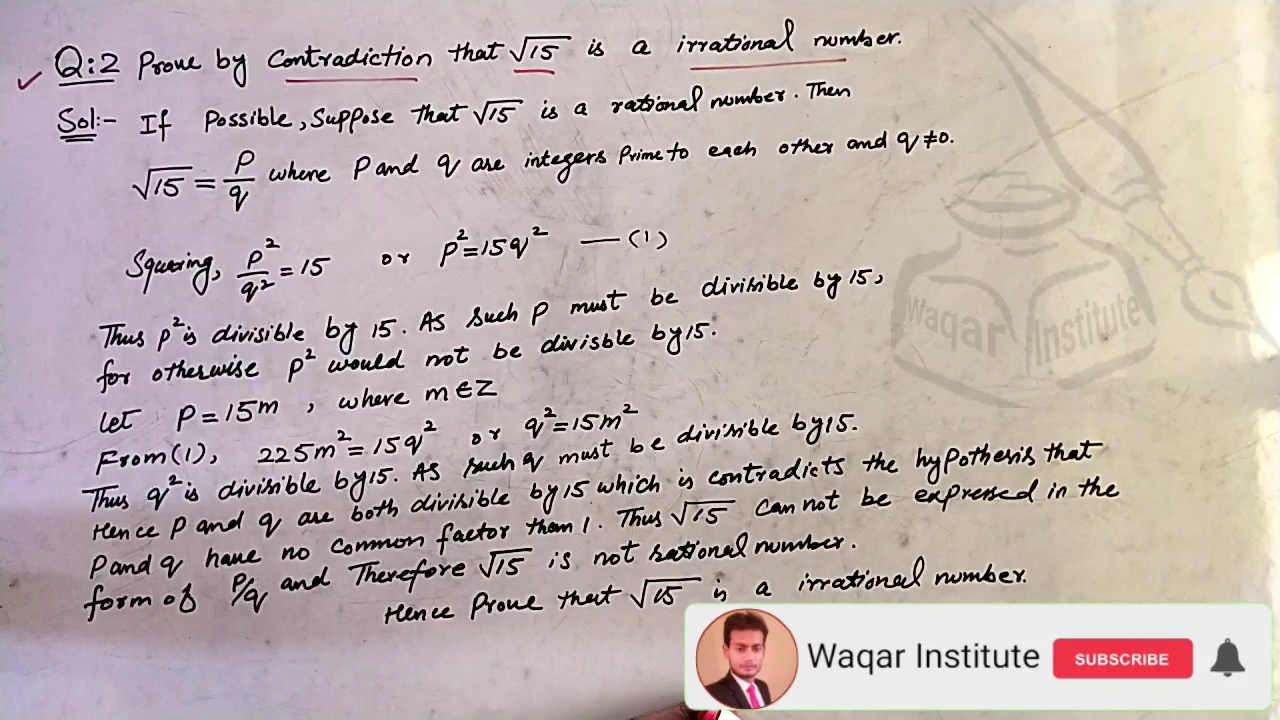 Q:2 Prove by Contradiction that √15 is a irrational number.
Sol:- If Possible, Suppose that √15 is a rational number. Then
√15 = P/q where P and q are integers Prime to each other and q ≠ 0.
Squaring, P²/q² = 15 or P² = 15q² —(1)
Thus P² is divisible by 15. As such P must be divisible by 15,
for otherwise P² would not be divisble by 15.
let P = 15m , where m ∈ Z
From (1), 225m² = 15q² or q² = 15m²
Thus q² is divisible by 15. As such q must be divisible by 15.
Hence P and q are both divisible by 15 which is contradicts the hypothesis that
P and q have no common factor than 1. Thus √15 Can not be expressed in the
form of P/q and Therefore √15 is not rational number.
Hence Prove that √15 is a irrational number.
Waqar Institute
Waqar Institute SUBSCRIBE